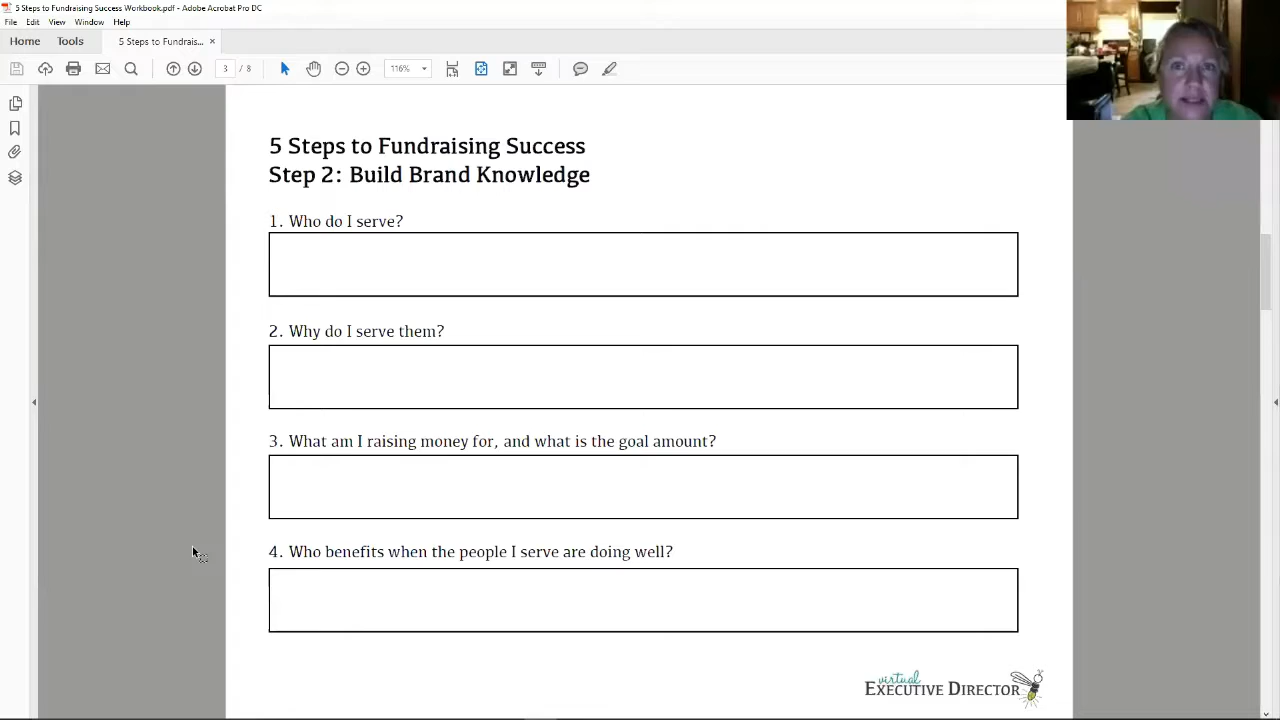 5 Steps to Fundraising Success Workbook.pdf - Adobe Acrobat Pro DC
File Edit View Window Help
Home Tools 5 Steps to Fundrais... ×
3 / 8 116%
5 Steps to Fundraising Success
Step 2: Build Brand Knowledge
1. Who do I serve?
2. Why do I serve them?
3. What am I raising money for, and what is the goal amount?
4. Who benefits when the people I serve are doing well?
virtual
EXECUTIVE DIRECTOR